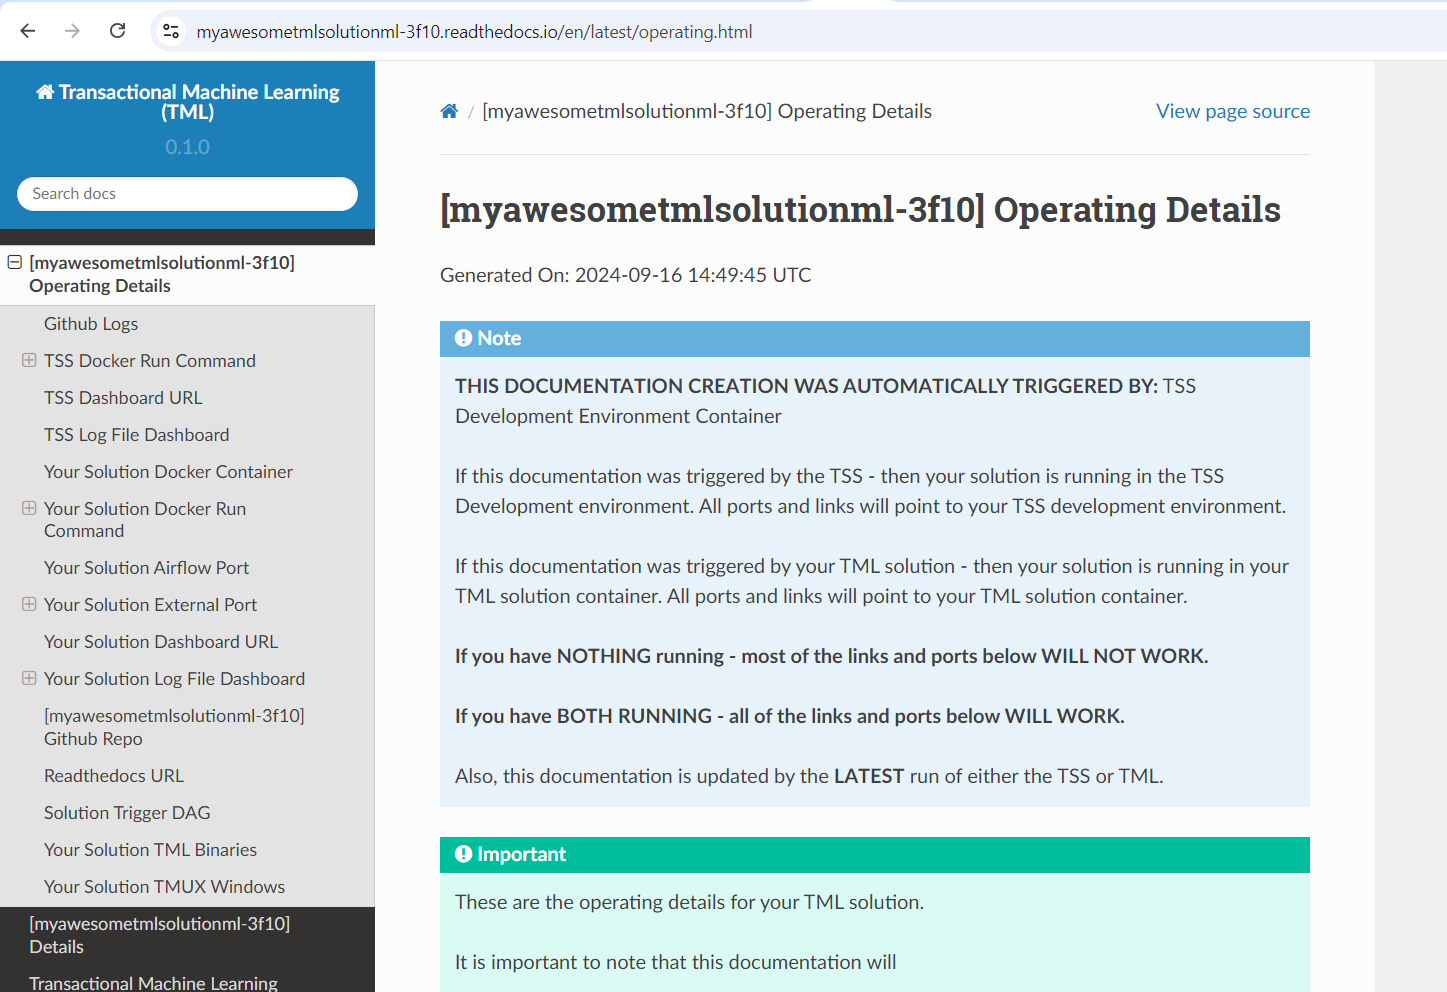 myawesometmlsolutionml-3f10.readthedocs.io/en/latest/operating.html
Transactional Machine Learning
(TML)
0.1.0
Search docs
[myawesometmlsolutionml-3f10]
Operating Details
Github Logs
TSS Docker Run Command
TSS Dashboard URL
TSS Log File Dashboard
Your Solution Docker Container
Your Solution Docker Run
Command
Your Solution Airflow Port
Your Solution External Port
Your Solution Dashboard URL
Your Solution Log File Dashboard
[myawesometmlsolutionml-3f10]
Github Repo
Readthedocs URL
Solution Trigger DAG
Your Solution TML Binaries
Your Solution TMUX Windows
[myawesometmlsolutionml-3f10]
Details
Transactional Machine Learning
/ [myawesometmlsolutionml-3f10] Operating Details
View page source
[myawesometmlsolutionml-3f10] Operating Details
Generated On: 2024-09-16 14:49:45 UTC
Note
THIS DOCUMENTATION CREATION WAS AUTOMATICALLY TRIGGERED BY: TSS
Development Environment Container
If this documentation was triggered by the TSS - then your solution is running in the TSS
Development environment. All ports and links will point to your TSS development environment.
If this documentation was triggered by your TML solution - then your solution is running in your
TML solution container. All ports and links will point to your TML solution container.
If you have NOTHING running - most of the links and ports below WILL NOT WORK.
If you have BOTH RUNNING - all of the links and ports below WILL WORK.
Also, this documentation is updated by the LATEST run of either the TSS or TML.
Important
These are the operating details for your TML solution.
It is important to note that this documentation will